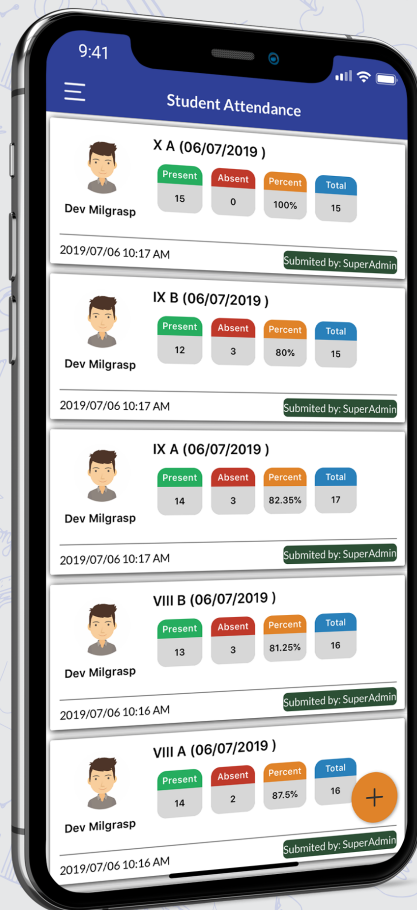 9:41
Student Attendance
X A (06/07/2019 )
Present Absent Percent Total
15 0 100% 15
Dev Milgrasp
2019/07/06 10:17 AM Submited by: SuperAdmin
IX B (06/07/2019 )
Present Absent Percent Total
12 3 80% 15
Dev Milgrasp
2019/07/06 10:17 AM Submited by: SuperAdmin
IX A (06/07/2019 )
Present Absent Percent Total
14 3 82.35% 17
Dev Milgrasp
2019/07/06 10:17 AM Submited by: SuperAdmin
VIII B (06/07/2019 )
Present Absent Percent Total
13 3 81.25% 16
Dev Milgrasp
2019/07/06 10:16 AM Submited by: SuperAdmin
VIII A (06/07/2019 )
Present Absent Percent Total
14 2 87.5% 16
+
Dev Milgrasp
2019/07/06 10:16 AM Submited by: SuperAdmin